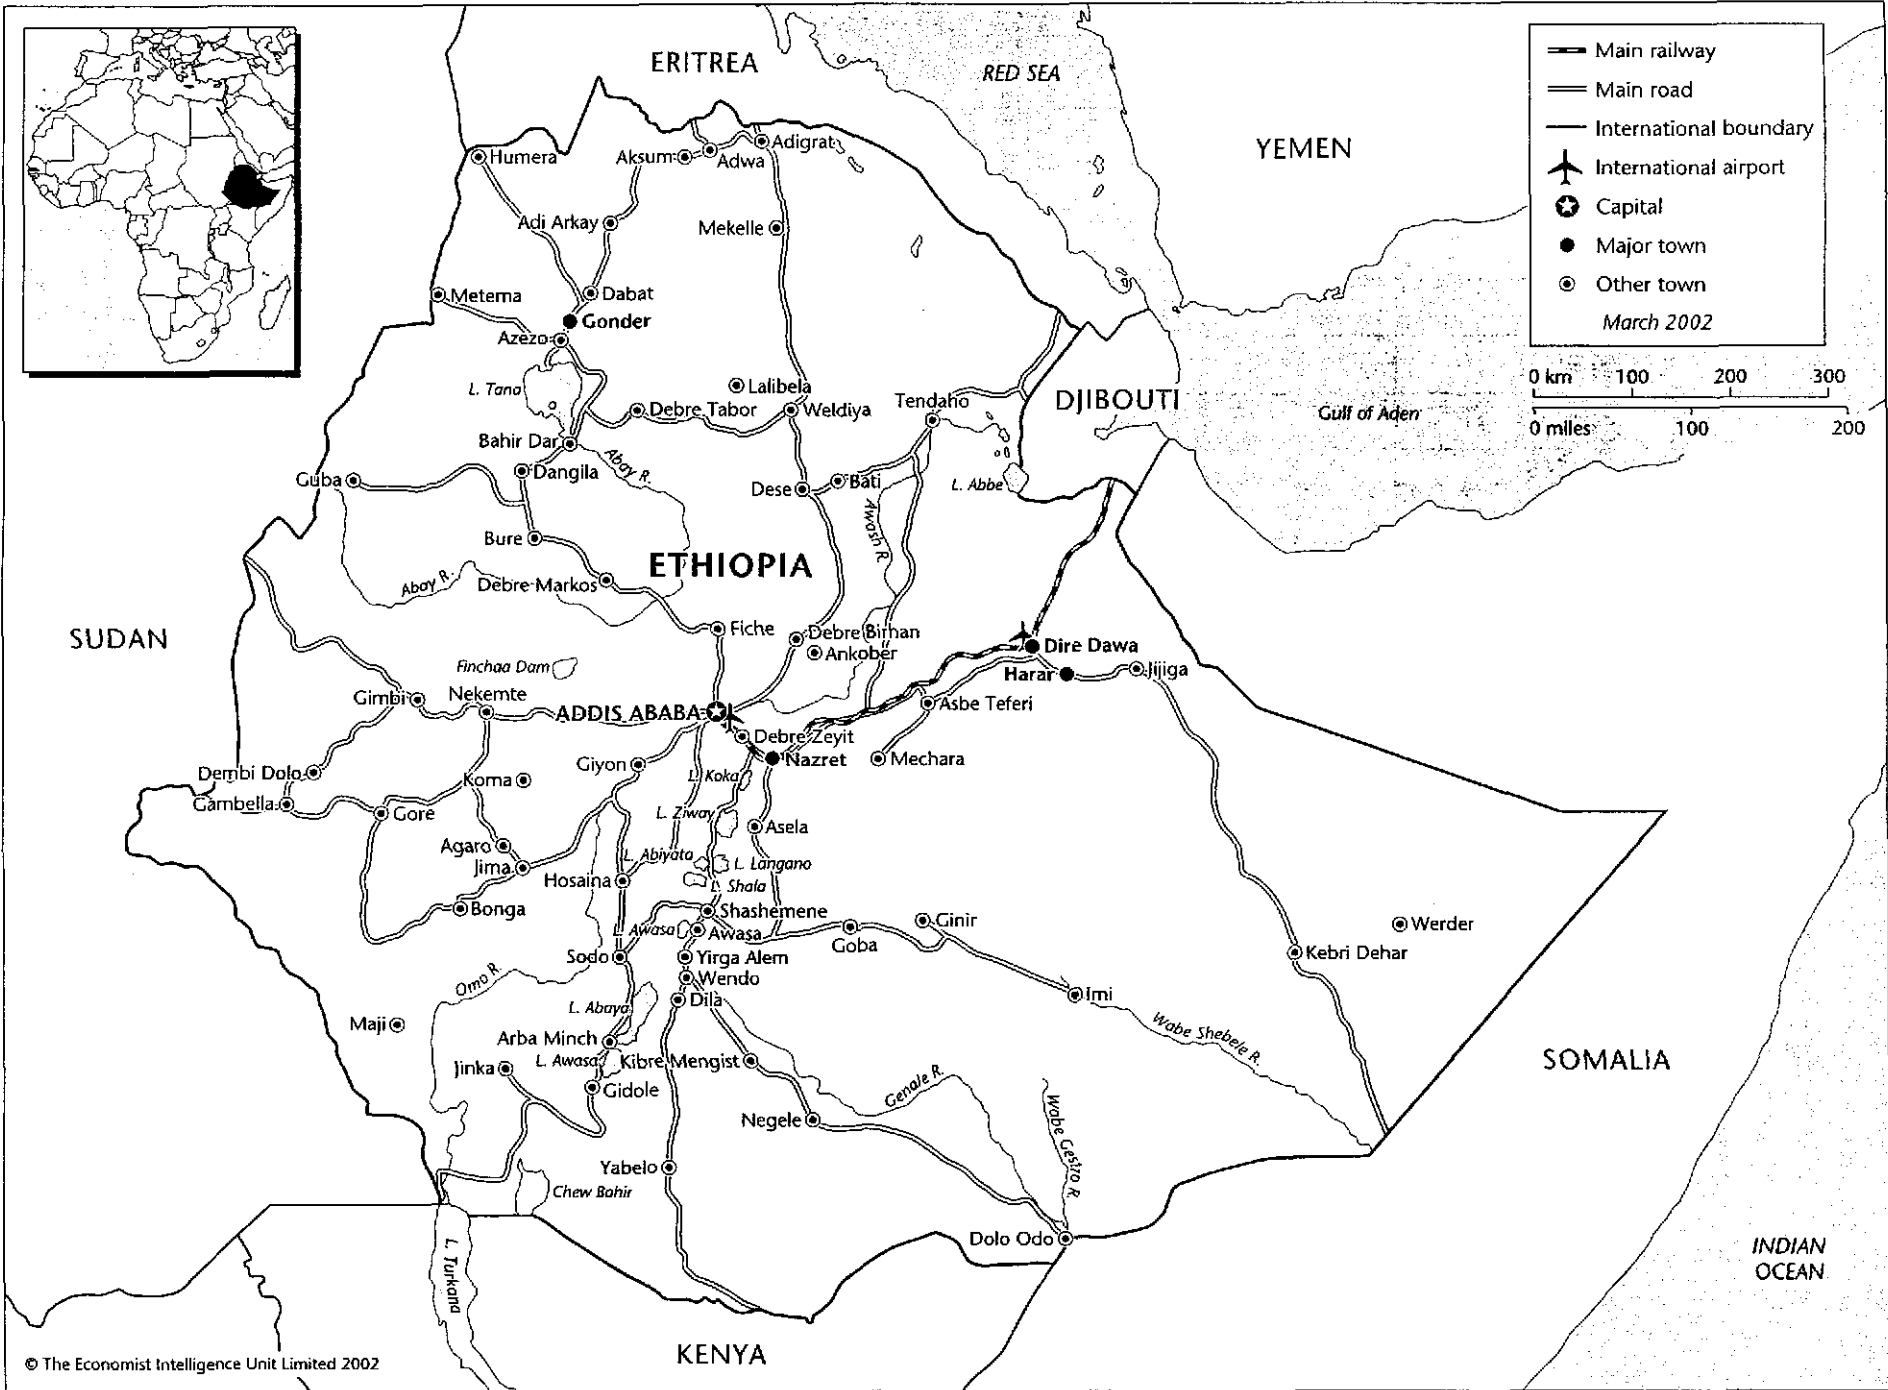 ERITREA
RED SEA
YEMEN
Main railway
Main road
International boundary
International airport
Capital
Major town
Other town
March 2002
0 km 100 200 300
0 miles 100 200
Humera
Aksum
Adwa
Adigrat
Adi Arkay
Mekelle
Metema
Dabat
Gonder
Azezo
L. Tana
Lalibela
Debre Tabor
Weldiya
Tendaho
DJIBOUTI
Gulf of Aden
Bahir Dar
Abay R.
Dangila
Guba
Dese
Bati
L. Abbe
Awash R.
Bure
ETHIOPIA
Abay R.
Debre Markos
SUDAN
Fiche
Debre Birhan
Ankober
Dire Dawa
Harar
Jijiga
Finchaa Dam
Gimbi
Nekemte
ADDIS ABABA
Asbe Teferi
Debre Zeyit
Nazret
Mechara
Giyon
L. Koka
Dembi Dolo
Koma
Gambella
Gore
L. Ziway
Asela
Agaro
Jima
L. Abiyata
L. Langano
Hosaina
L. Shala
Bonga
Shashemene
L. Awasa
Awasa
Goba
Ginir
Werder
Kebri Dehar
Sodo
Yirga Alem
Wendo
Omo R.
Dila
Imi
L. Abaya
Wabe Shebele R.
Maji
Arba Minch
L. Awasa
Kibre Mengist
SOMALIA
Jinka
Gidole
Genale R.
Wabe Gestro R.
Negele
Yabelo
Chew Bahir
Dolo Odo
L. Turkana
INDIAN
OCEAN
KENYA
© The Economist Intelligence Unit Limited 2002